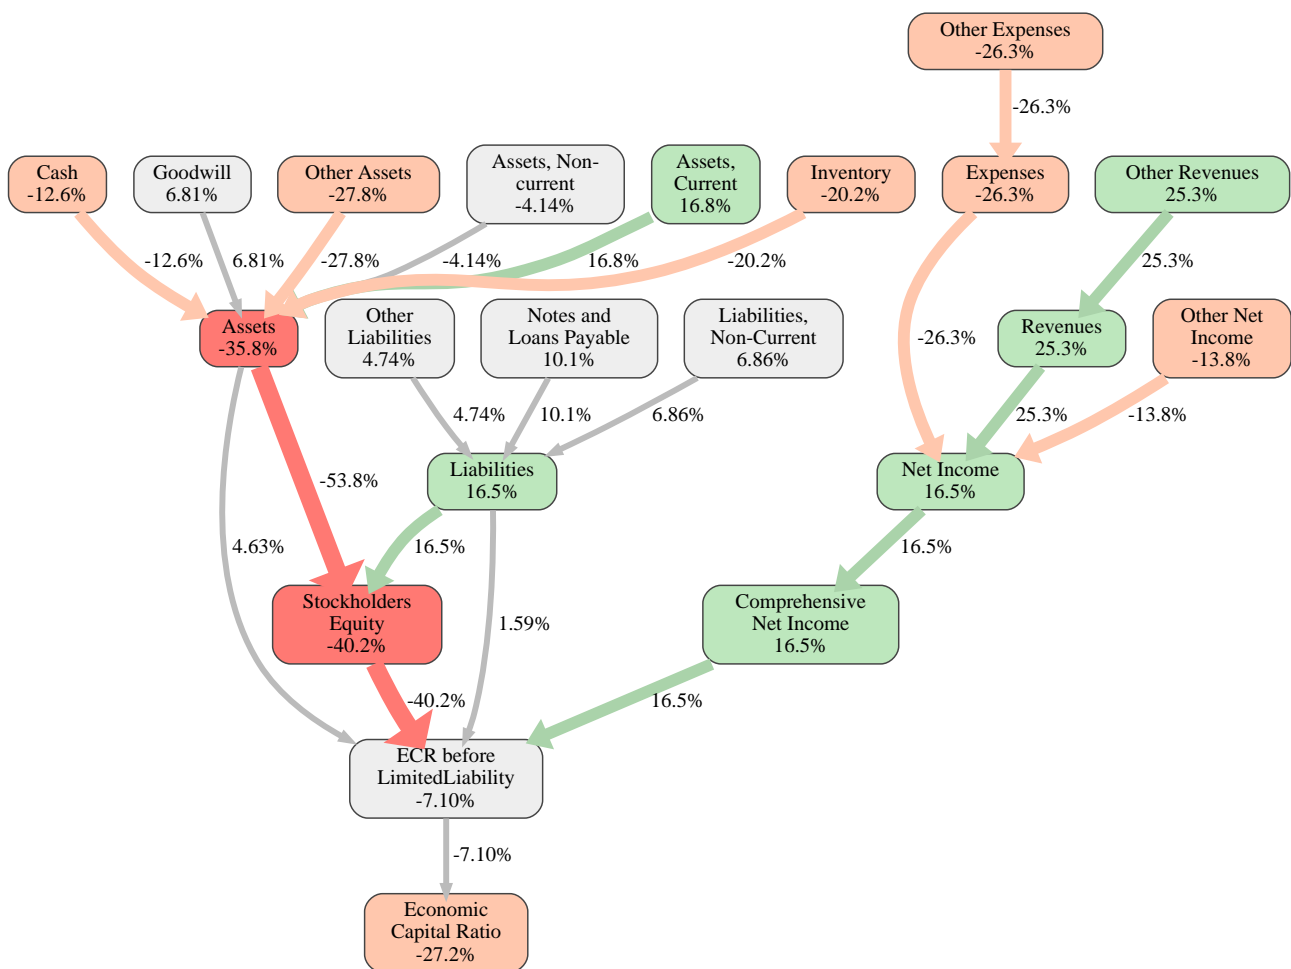 Other Expenses
-26.3%
-26.3%
Cash
-12.6%
Goodwill
6.81%
Other Assets
-27.8%
Assets, Non-
current
-4.14%
Assets,
Current
16.8%
Inventory
-20.2%
Expenses
-26.3%
Other Revenues
25.3%
-12.6%
6.81%
-27.8%
-4.14%
16.8%
-20.2%
25.3%
Assets
-35.8%
Other
Liabilities
4.74%
Notes and
Loans Payable
10.1%
Liabilities,
Non-Current
6.86%
-26.3%
Revenues
25.3%
Other Net
Income
-13.8%
4.74%
10.1%
6.86%
25.3%
-13.8%
-53.8%
Liabilities
16.5%
Net Income
16.5%
4.63%
16.5%
16.5%
Stockholders
Equity
-40.2%
1.59%
Comprehensive
Net Income
16.5%
-40.2%
16.5%
ECR before
LimitedLiability
-7.10%
-7.10%
Economic
Capital Ratio
-27.2%